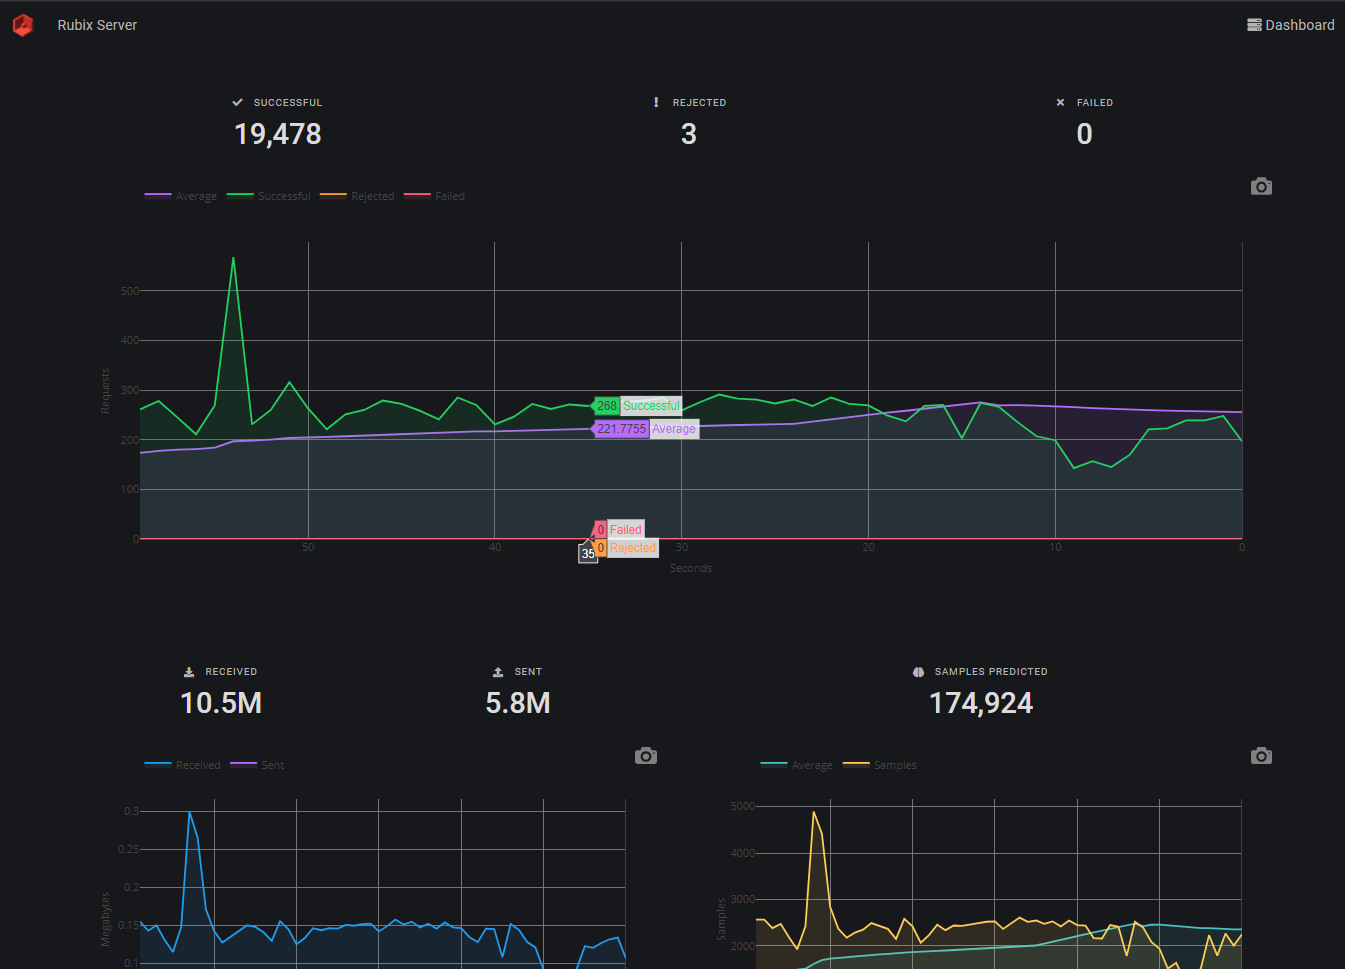 Rubix Server
Dashboard
SUCCESSFUL
REJECTED
FAILED
19,478
3
0
Average Successful Rejected Failed
500
400
300
200
100
0
Requests
268 Successful
221.7755 Average
0 Failed
0 Rejected
35
50 40 30 20 10 0
Seconds
RECEIVED
SENT
SAMPLES PREDICTED
10.5M
5.8M
174,924
Received Sent
Average Samples
0.3
0.25
0.2
0.15
0.1
Megabytes
5000
4000
3000
2000
Samples